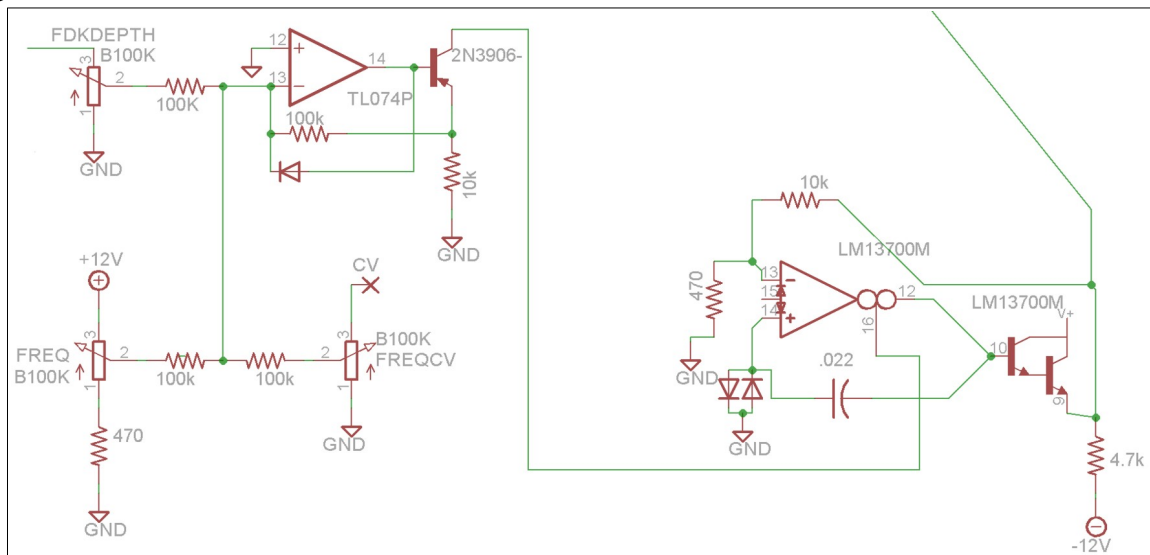 FDKDEPTH
B100K
3
2
1
100K
GND
12
+
13
-
14
TL074P
2N3906-
100k
10k
GND
+12V
FREQ
B100K
3
2
1
100k
470
GND
CV
3
2
1
B100K
FREQCV
100k
GND
10k
LM13700M
470
GND
13
-
15
14
+
12
16
.022
GND
LM13700M
V+
10
9
4.7k
-12V